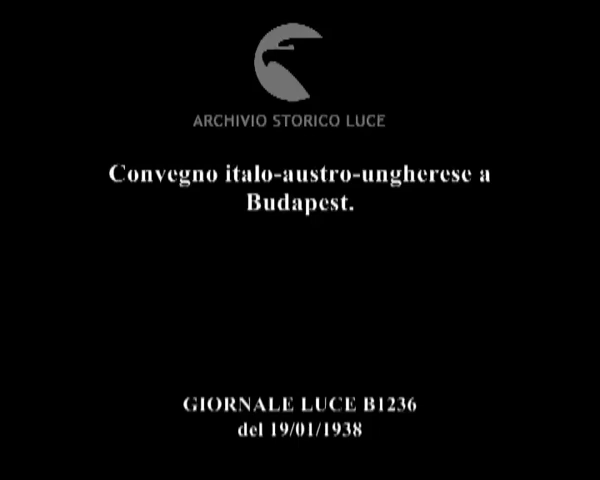 ARCHIVIO STORICO LUCE
Convegno italo-austro-ungherese a
Budapest.
GIORNALE LUCE B1236
del 19/01/1938